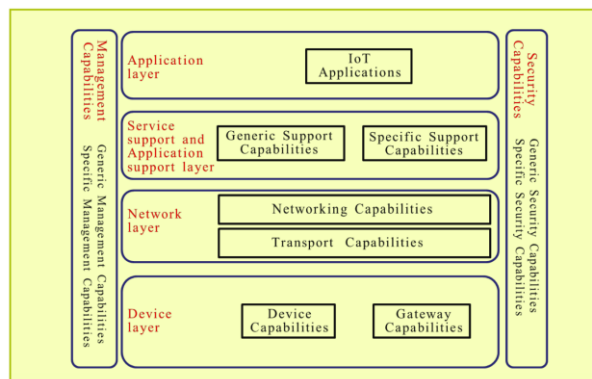 Management
Capabilities
Generic Management Capabilities
Specific Management Capabilities
Application
layer
IoT
Applications
Service
support and
Application
support layer
Generic Support
Capabilities
Specific Support
Capabilities
Network
layer
Networking Capabilities
Transport Capabilities
Device
layer
Device
Capabilities
Gateway
Capabilities
Security
Capabilities
Generic Security Capabilities
Specific Security Capabilities